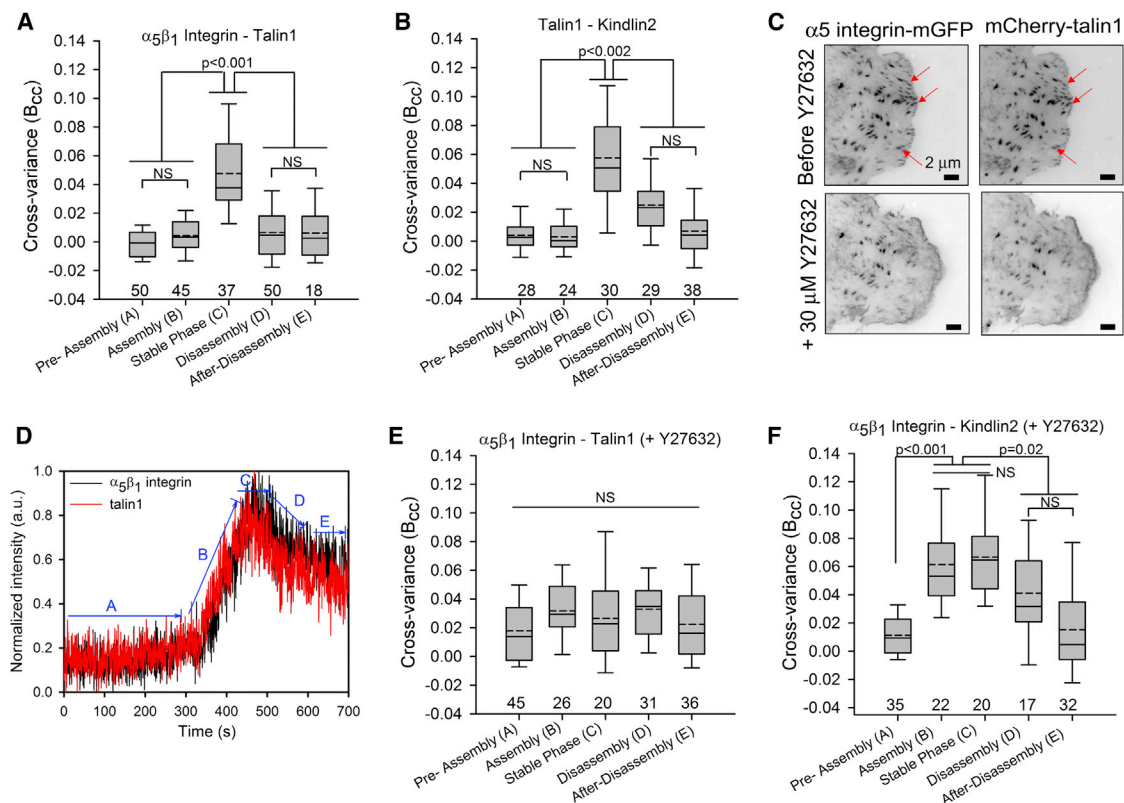 A
α5β1 Integrin - Talin1
Cross-variance (BCC)
0.14
0.12
0.10
0.08
0.06
0.04
0.02
0.00
-0.02
-0.04
p<0.001
NS
NS
50 45 37 50 18
Pre- Assembly (A)
Assembly (B)
Stable Phase (C)
Disassembly (D)
After-Disassembly (E)
B
Talin1 - Kindlin2
Cross-variance (BCC)
0.14
0.12
0.10
0.08
0.06
0.04
0.02
0.00
-0.02
-0.04
p<0.002
NS
NS
28 24 30 29 38
Pre- Assembly (A)
Assembly (B)
Stable Phase (C)
Disassembly (D)
After-Disassembly (E)
C
α5 integrin-mGFP mCherry-talin1
Before Y27632
2 μm
+ 30 μM Y27632
D
Normalized Intensity (a.u.)
1.0
0.8
0.6
0.4
0.2
0.0
α5β1 integrin
talin1
A
B
C
D
E
0 100 200 300 400 500 600 700
Time (s)
E
α5β1 Integrin - Talin1 (+ Y27632)
Cross-variance (BCC)
0.14
0.12
0.10
0.08
0.06
0.04
0.02
0.00
-0.02
-0.04
NS
45 26 20 31 36
Pre- Assembly (A)
Assembly (B)
Stable Phase (C)
Disassembly (D)
After-Disassembly (E)
F
α5β1 Integrin - Kindlin2 (+ Y27632)
Cross-variance (BCC)
0.14
0.12
0.10
0.08
0.06
0.04
0.02
0.00
-0.02
-0.04
p<0.001 p=0.02
NS
NS
35 22 20 17 32
Pre- Assembly (A)
Assembly (B)
Stable Phase (C)
Disassembly (D)
After-Disassembly (E)